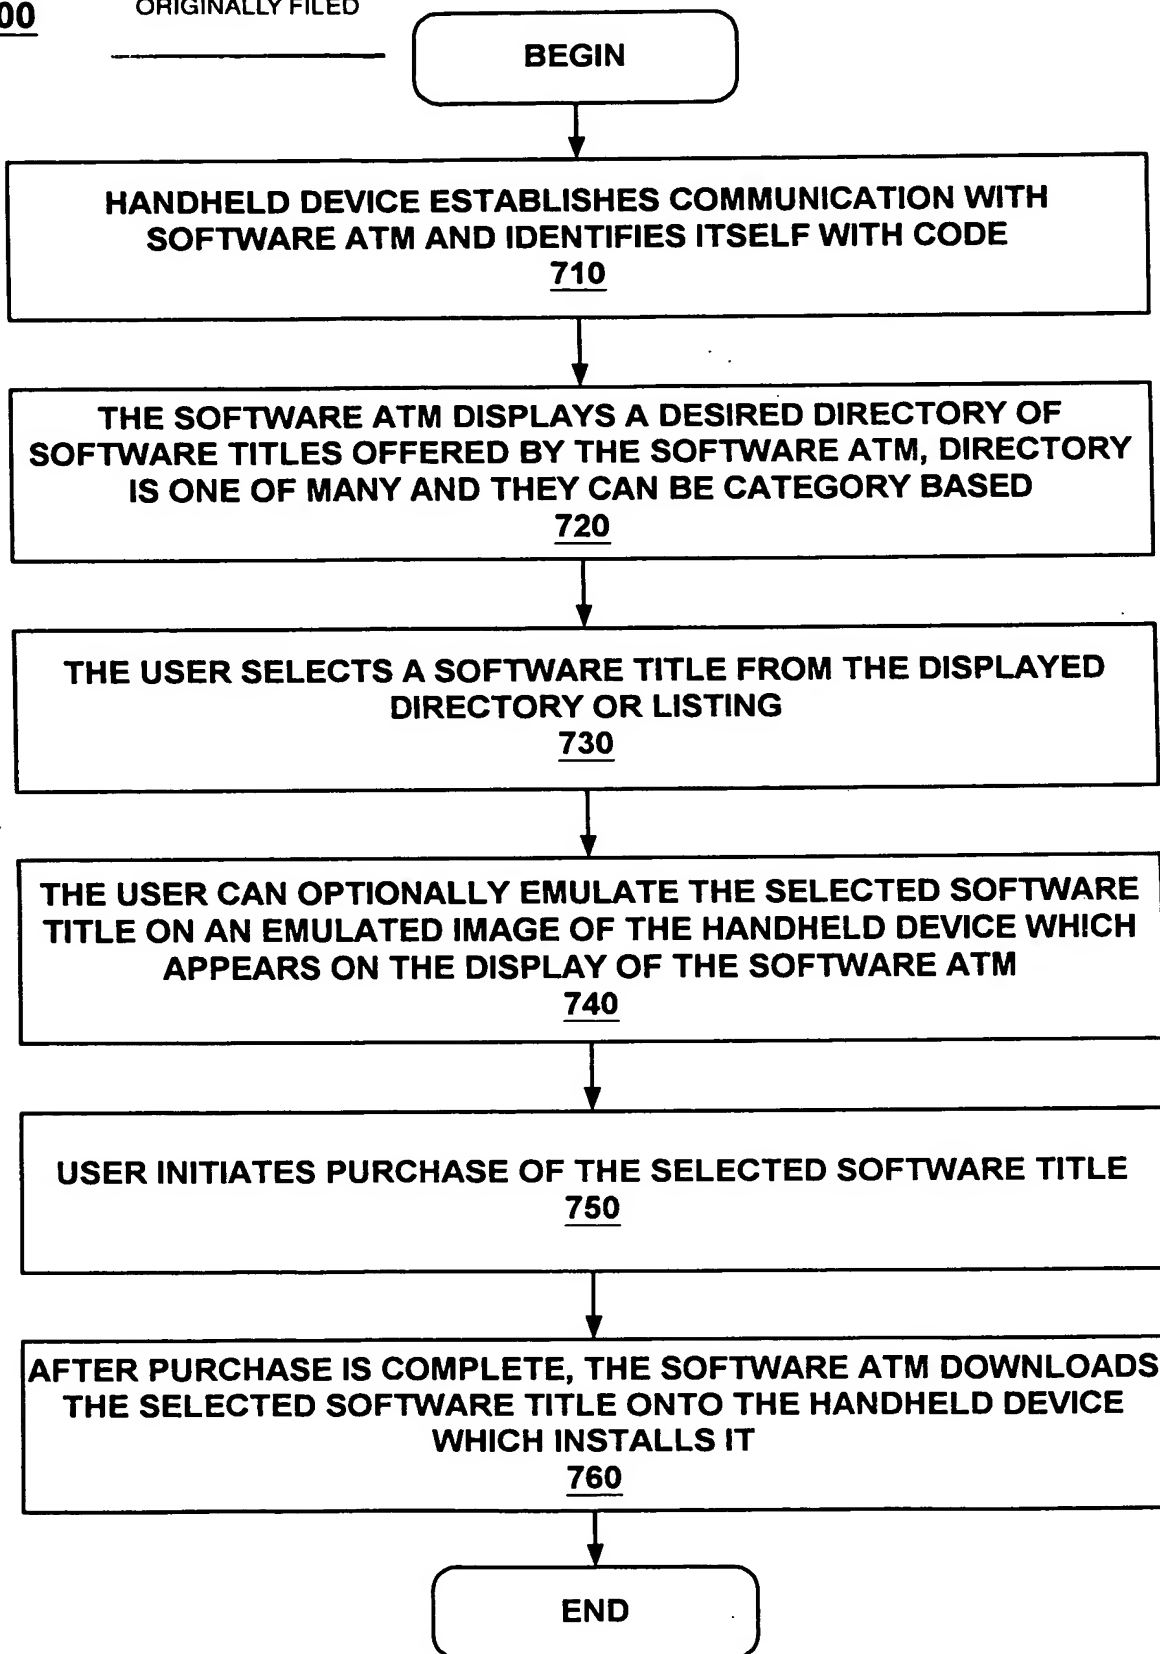 00
ORIGINALLY FILED
BEGIN
HANDHELD DEVICE ESTABLISHES COMMUNICATION WITH
SOFTWARE ATM AND IDENTIFIES ITSELF WITH CODE
710
THE SOFTWARE ATM DISPLAYS A DESIRED DIRECTORY OF
SOFTWARE TITLES OFFERED BY THE SOFTWARE ATM, DIRECTORY
IS ONE OF MANY AND THEY CAN BE CATEGORY BASED
720
THE USER SELECTS A SOFTWARE TITLE FROM THE DISPLAYED
DIRECTORY OR LISTING
730
THE USER CAN OPTIONALLY EMULATE THE SELECTED SOFTWARE
TITLE ON AN EMULATED IMAGE OF THE HANDHELD DEVICE WHICH
APPEARS ON THE DISPLAY OF THE SOFTWARE ATM
740
USER INITIATES PURCHASE OF THE SELECTED SOFTWARE TITLE
750
AFTER PURCHASE IS COMPLETE, THE SOFTWARE ATM DOWNLOADS
THE SELECTED SOFTWARE TITLE ONTO THE HANDHELD DEVICE
WHICH INSTALLS IT
760
END